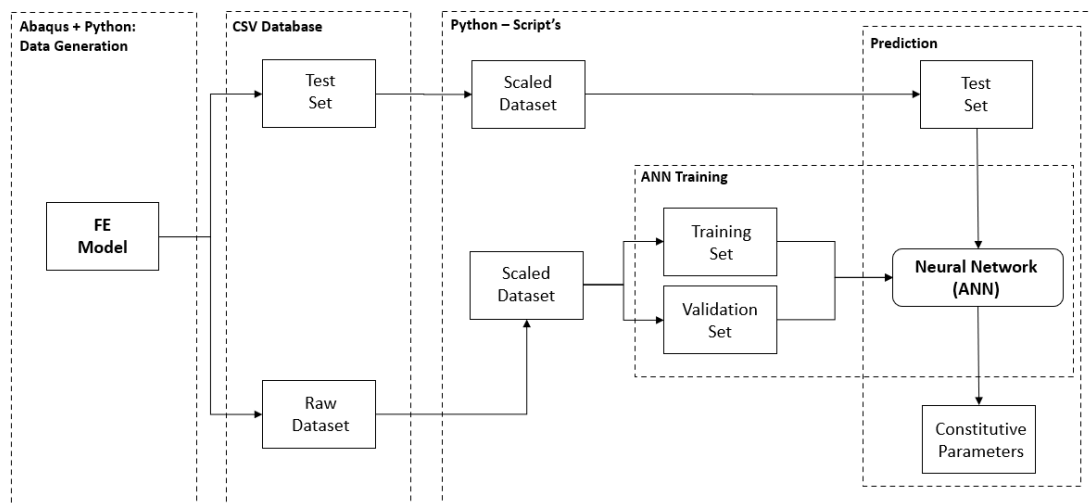 Abaqus + Python:
Data Generation
CSV Database
Python – Script's
Prediction
Test
Set
Scaled
Dataset
Test
Set
ANN Training
FE
Model
Training
Set
Scaled
Dataset
Neural Network
(ANN)
Validation
Set
Raw
Dataset
Constitutive
Parameters